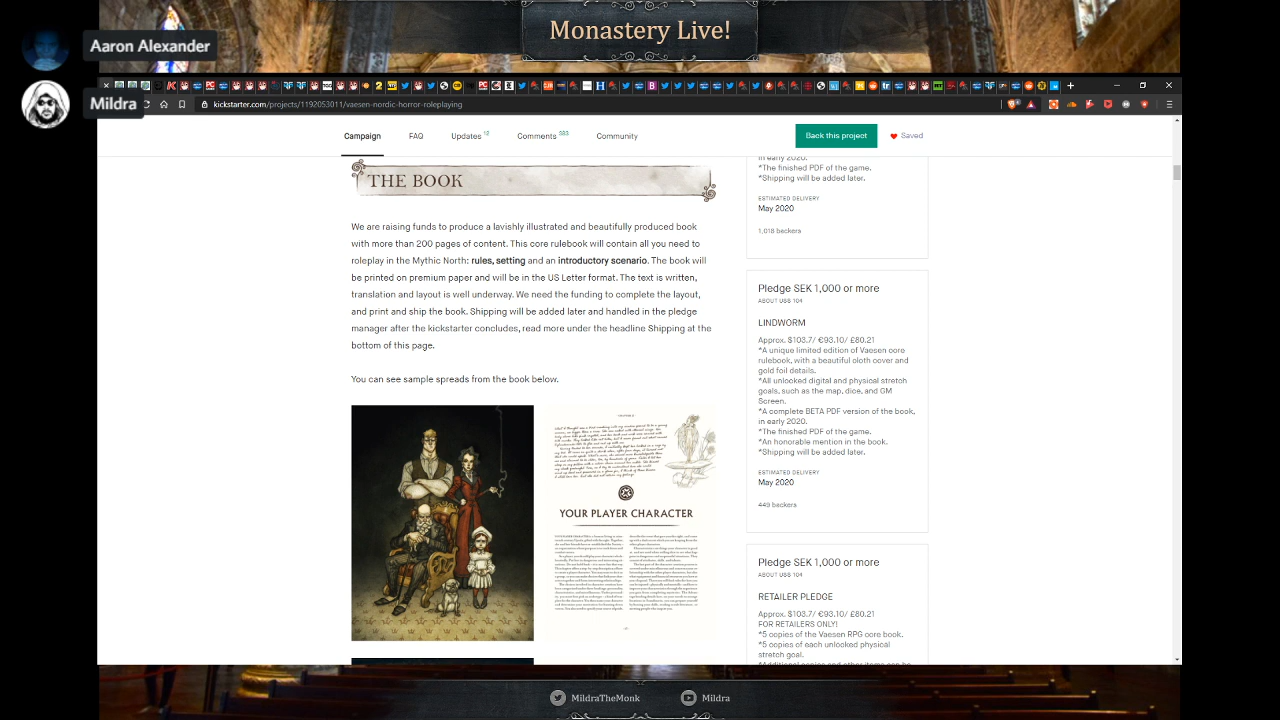 Monastery Live!
Aaron Alexander
Mildra
kickstarter.com/projects/1192053011/vaesen-nordic-horror-roleplaying
Campaign
FAQ
Updates 12
Comments 383
Community
Back this project
Saved
THE BOOK
We are raising funds to produce a lavishly illustrated and beautifully produced book
with more than 200 pages of content. This core rulebook will contain all you need to
roleplay in the Mythic North: rules, setting and an introductory scenario. The book will
be printed on premium paper and will be in the US Letter format. The text is written,
translation and layout is well underway. We need the funding to complete the layout,
and print and ship the book. Shipping will be added later and handled in the pledge
manager after the kickstarter concludes, read more under the headline Shipping at the
bottom of this page.
You can see sample spreads from the book below.
YOUR PLAYER CHARACTER
in early 2020.
*The finished PDF of the game.
*Shipping will be added later.
ESTIMATED DELIVERY
May 2020
1,018 backers
Pledge SEK 1,000 or more
ABOUT US$ 104
LINDWORM
Approx. $103.7/ €93.10/ £80.21
*A unique limited edition of Vaesen core
rulebook, with a beautiful cloth cover and
gold foil details.
*All unlocked digital and physical stretch
goals, such as the map, dice, and GM
Screen.
*A complete BETA PDF version of the book,
in early 2020.
*The finished PDF of the game.
*An honorable mention in the book.
*Shipping will be added later.
ESTIMATED DELIVERY
May 2020
449 backers
Pledge SEK 1,000 or more
ABOUT US$ 104
RETAILER PLEDGE
Approx. $103.7/ €93.10/ £80.21
FOR RETAILERS ONLY!
*5 copies of the Vaesen RPG core book.
*5 copies of each unlocked physical
stretch goal.
*Additional copies and other items can be
MildraTheMonk
Mildra